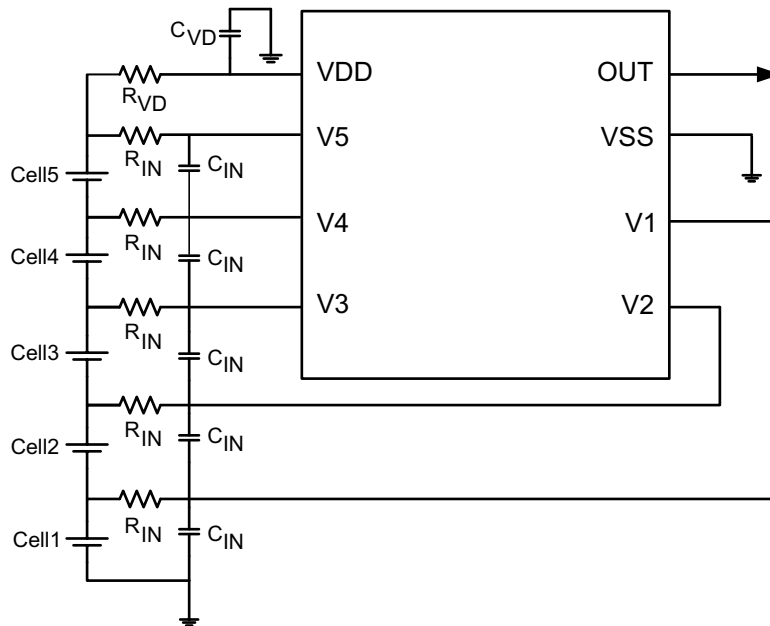 CVD
VDD
OUT
RVD
V5
VSS
RIN
CIN
Cell5
V4
V1
RIN
Cell4
CIN
V3
V2
RIN
Cell3
CIN
RIN
CIN
Cell2
RIN
CIN
Cell1